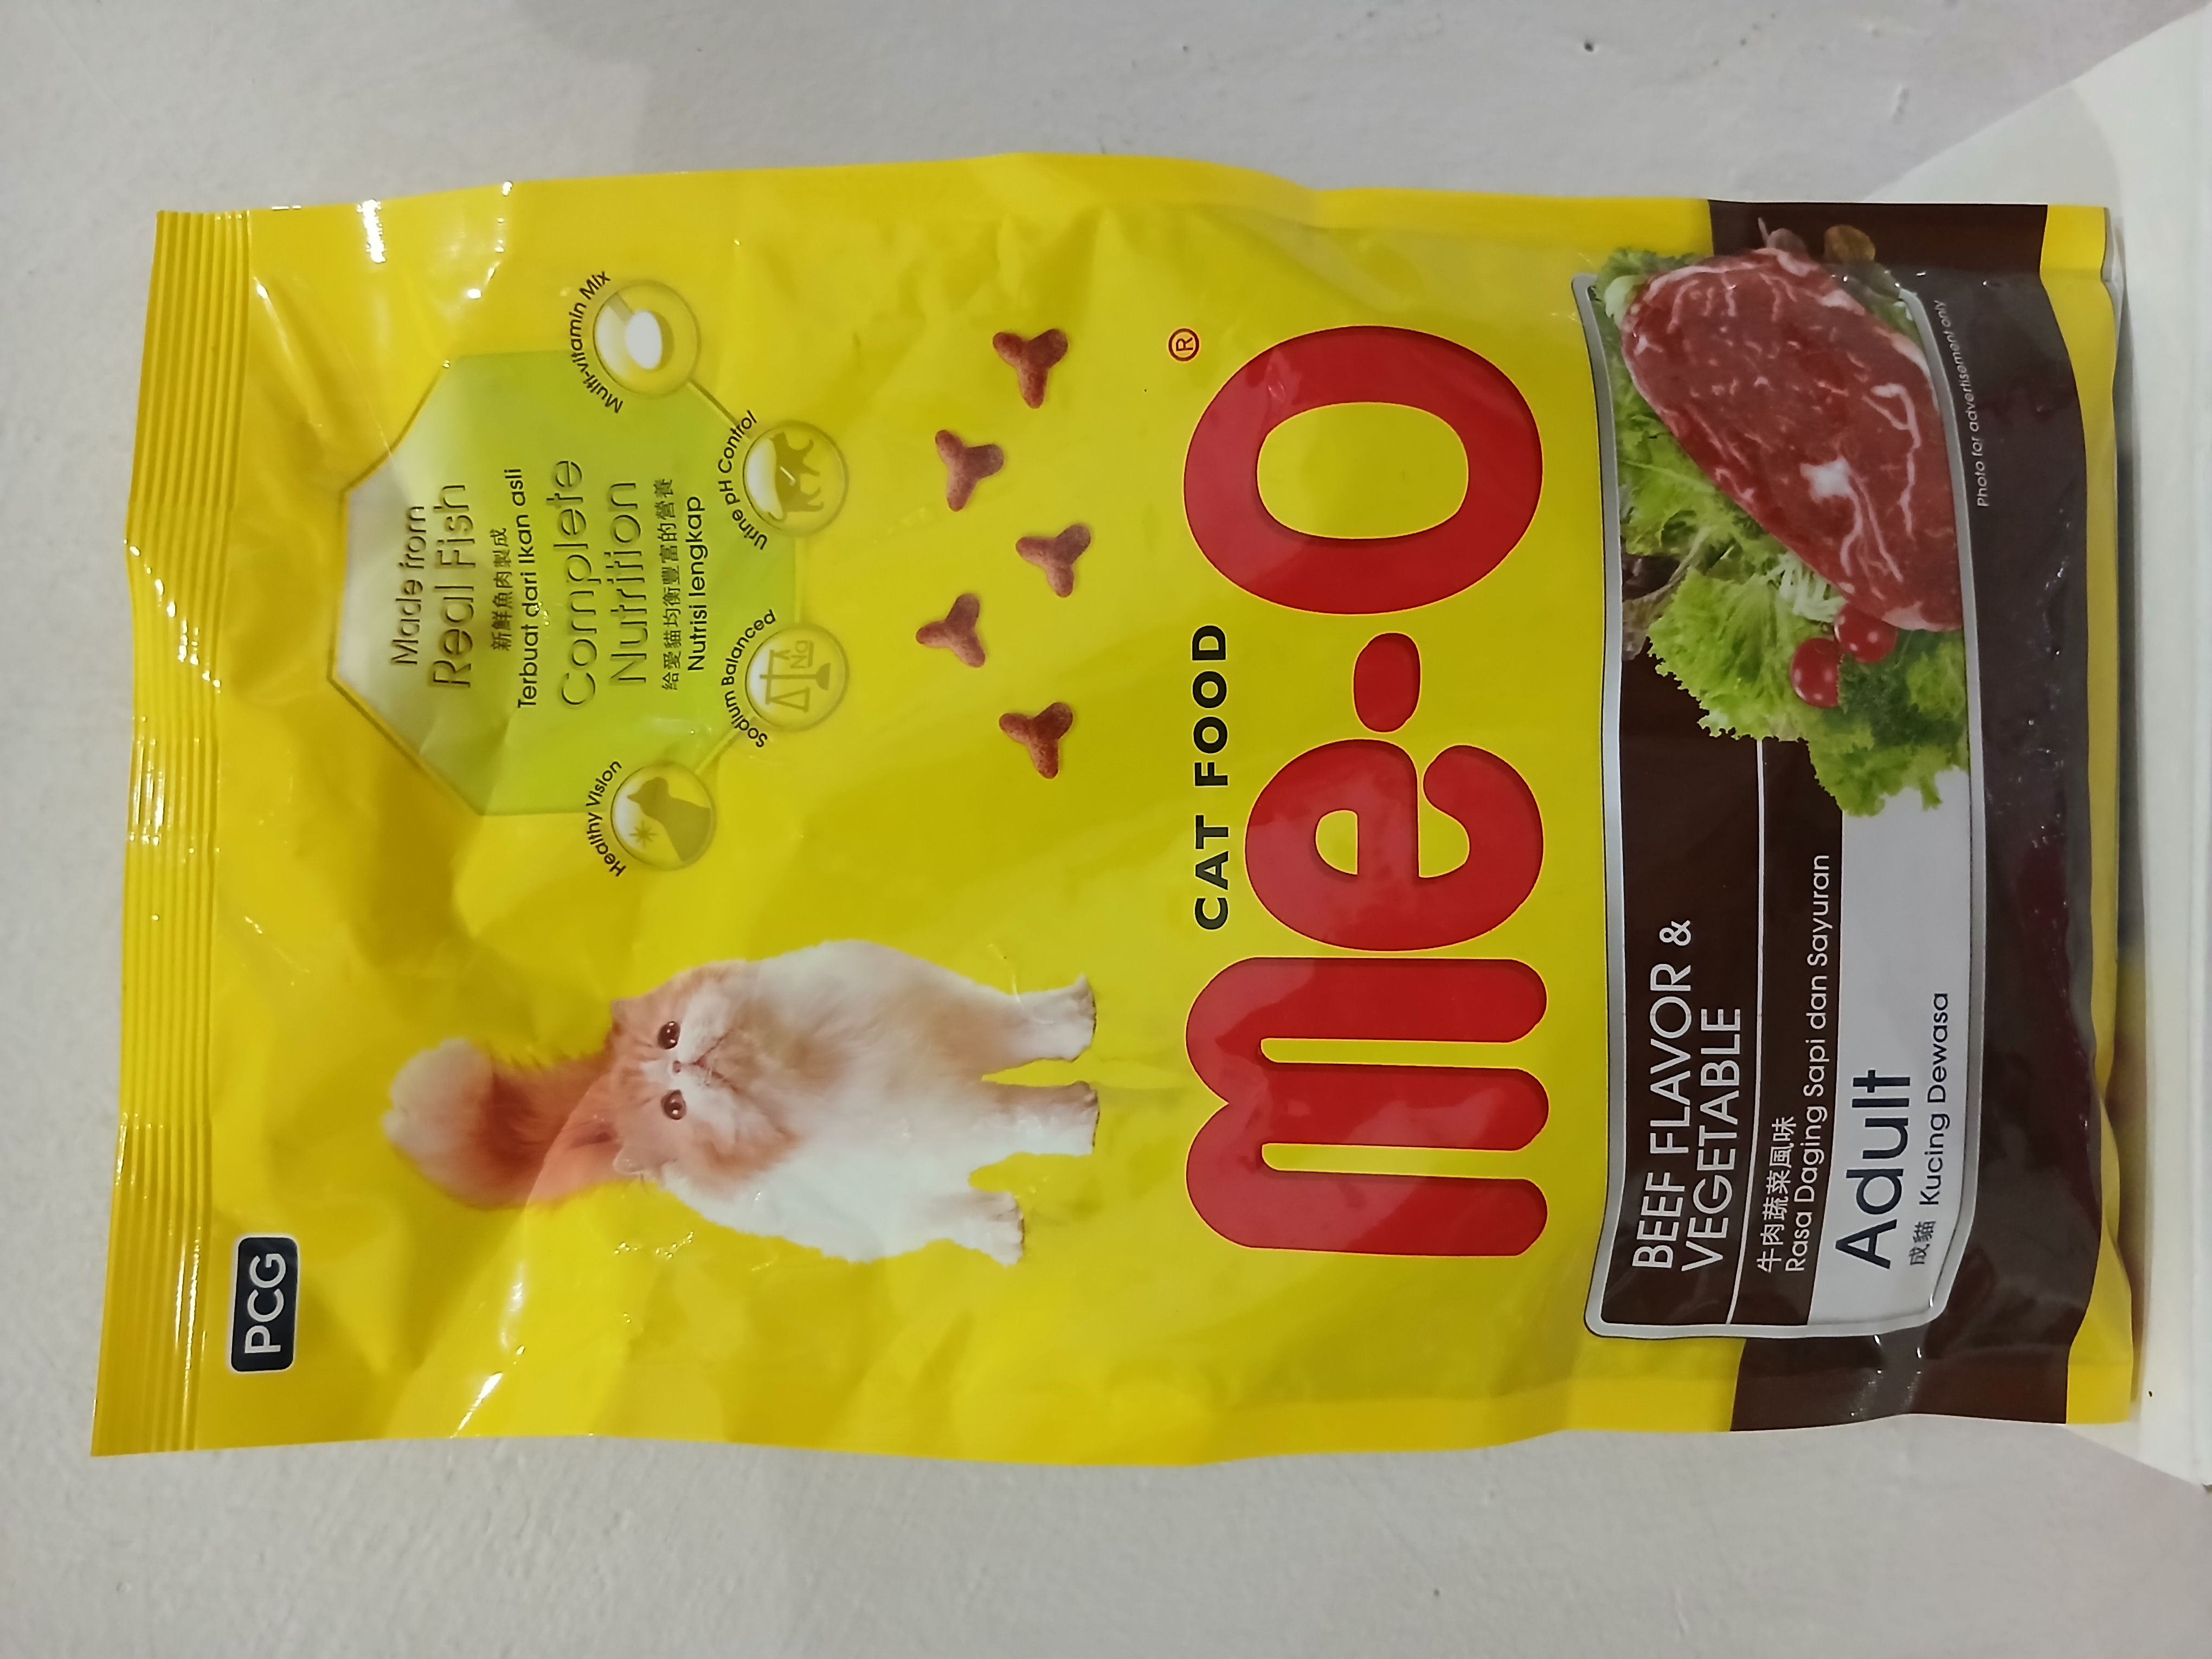 PCG
Made from
Real Fish
新鮮魚肉製成
Terbuat dari Ikan asli
Complete
Nutrition
給愛貓均衡豐富的營養
Nutrisi lengkap
Healthy Vision
Sodium Balanced
Na
Urine pH Control
Multi-vitamin Mix
CAT FOOD
me-O®
BEEF FLAVOR &
VEGETABLE
牛肉蔬菜風味
Rasa Daging Sapi dan Sayuran
Adult
成貓 Kucing Dewasa
Photo for advertisement only